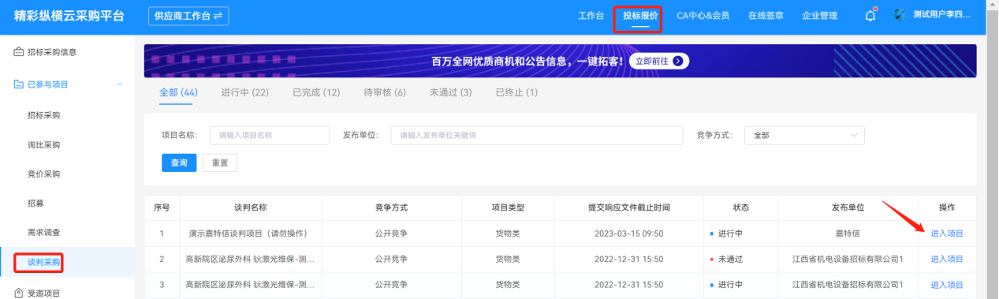 精彩纵横云采购平台 供应商工作台 工作台 投标报价 CA中心&会员 在线签章 企业管理 测试用户李四...
招标采购信息
已参与项目
招标采购
询比采购
竞价采购
招募
需求调查
谈判采购
受邀项目
百万全网优质商机和公告信息，一键拓客！ 立即前往
全部 (44) 进行中 (22) 已完成 (12) 待审核 (6) 未通过 (3) 已终止 (1)
项目名称： 请输入项目名称 发布单位： 请输入发布单位关键词 竞争方式： 全部
查询 重置
序号 谈判名称 竞争方式 项目类型 提交响应文件截止时间 状态 发布单位 操作
1 演示嘉特信谈判项目（请勿操作） 公开竞争 货物类 2023-03-15 09:50 进行中 嘉特信 进入项目
2 高新院区泌尿外科 钬激光维保-测... 公开竞争 货物类 2022-12-31 15:50 未通过 江西省机电设备招标有限公司1 进入项目
3 高新院区泌尿外科 钬激光维保-测... 公开竞争 货物类 2022-12-31 15:50 进行中 江西省机电设备招标有限公司1 进入项目